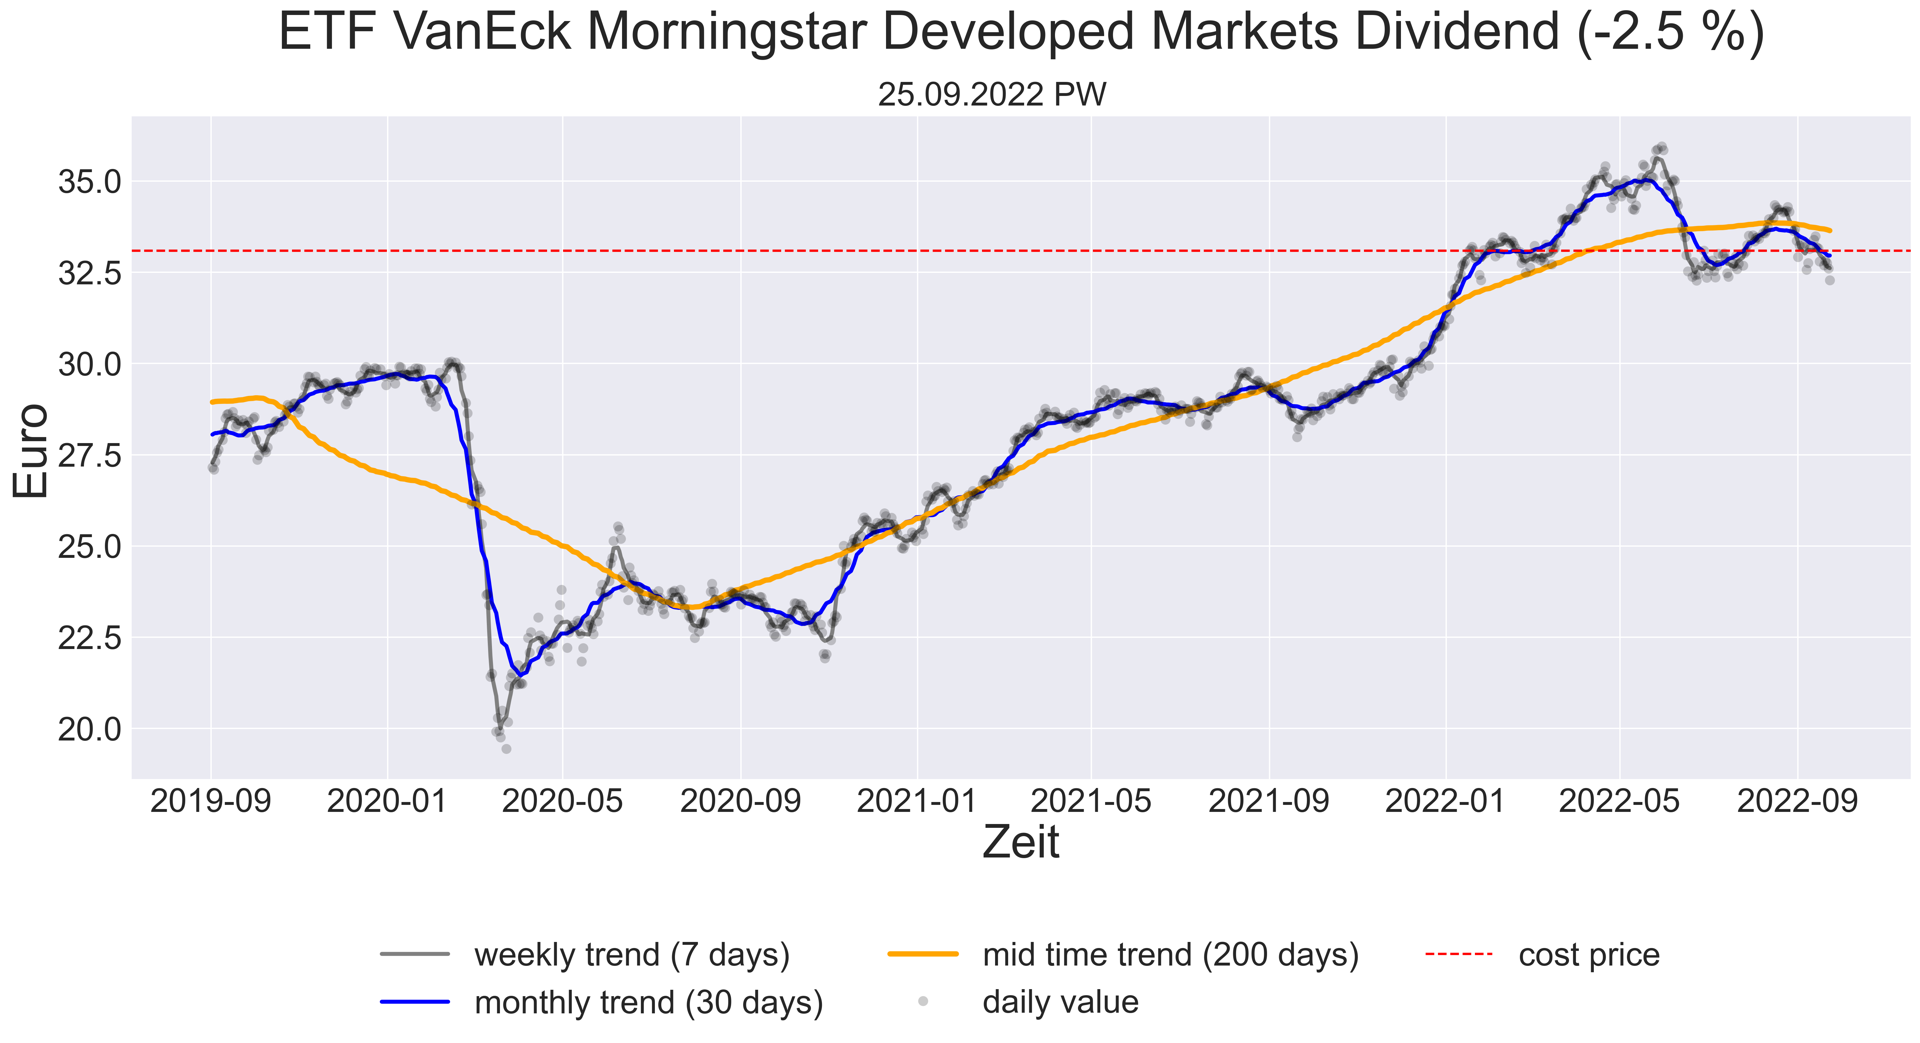 ETF VanEck Morningstar Developed Markets Dividend (-2.5 %)
25.09.2022 PW
Euro
35.0
32.5
30.0
27.5
25.0
22.5
20.0
2019-09 2020-01 2020-05 2020-09 2021-01 2021-05 2021-09 2022-01 2022-05 2022-09
Zeit
weekly trend (7 days) mid time trend (200 days) cost price
monthly trend (30 days) daily value